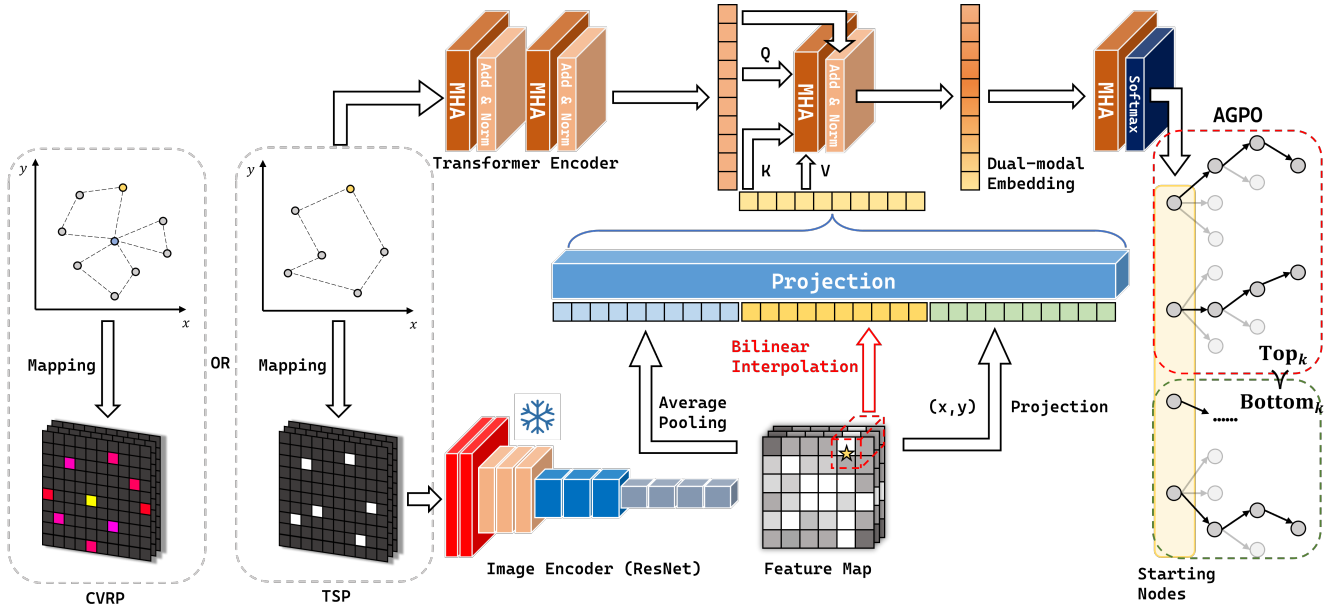 MHA
Add & Norm
MHA
Add & Norm
Transformer Encoder
Q
K
V
MHA
Add & Norm
Dual-modal
Embedding
MHA
Softmax
AGPO
y
x
y
x
Mapping
OR
Mapping
CVRP
TSP
Image Encoder (ResNet)
Projection
Average
Pooling
Bilinear
Interpolation
(x,y)
Projection
Feature Map
Top_k
Bottom_k
......
Starting
Nodes